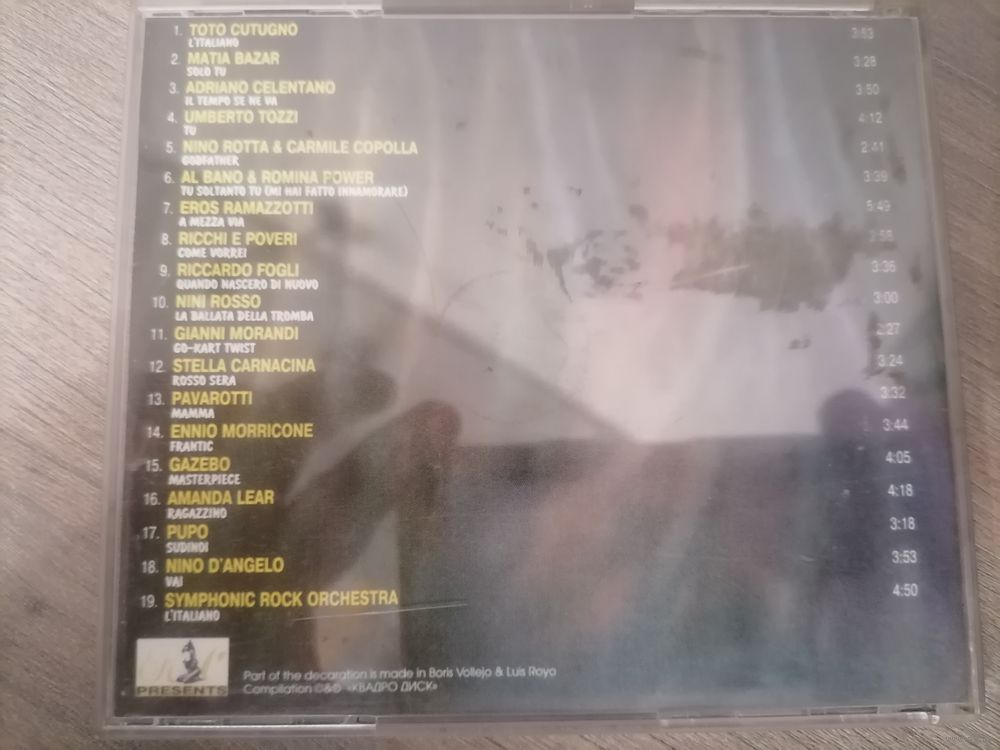 1. TOTO CUTUGNO 3:53
L'ITALIANO
2. MATIA BAZAR 3:28
SOLO TU
3. ADRIANO CELENTANO 3:50
IL TEMPO SE NE VA
4. UMBERTO TOZZI 4:12
TU
5. NINO ROTTA & CARMILE COPOLLA 2:41
GODFATHER
6. AL BANO & ROMINA POWER 3:39
TU SOLTANTO TU (MI HAI FATTO INNAMORARE)
7. EROS RAMAZZOTTI 5:49
A MEZZA VIA
8. RICCHI E POVERI 2:58
COME VORREI
9. RICCARDO FOGLI 3:36
QUANDO NASCERO DI NUOVO
10. NINI ROSSO 3:00
LA BALLATA DELLA TROMBA
11. GIANNI MORANDI 2:27
GO-KART TWIST
12. STELLA CARNACINA 3:24
ROSSO SERA
13. PAVAROTTI 3:32
MAMMA
14. ENNIO MORRICONE 3:44
FRANTIC
15. GAZEBO 4:05
MASTERPIECE
16. AMANDA LEAR 4:18
RAGAZZINO
17. PUPO 3:18
SUDINDI
18. NINO D'ANGELO 3:53
VAI
19. SYMPHONIC ROCK ORCHESTRA 4:50
L'ITALIANO
PRESENTS
Part of the decaration is made in Boris Vollejo & Luis Royo
Compilation ©&℗ «КВАДРО ДИСК»